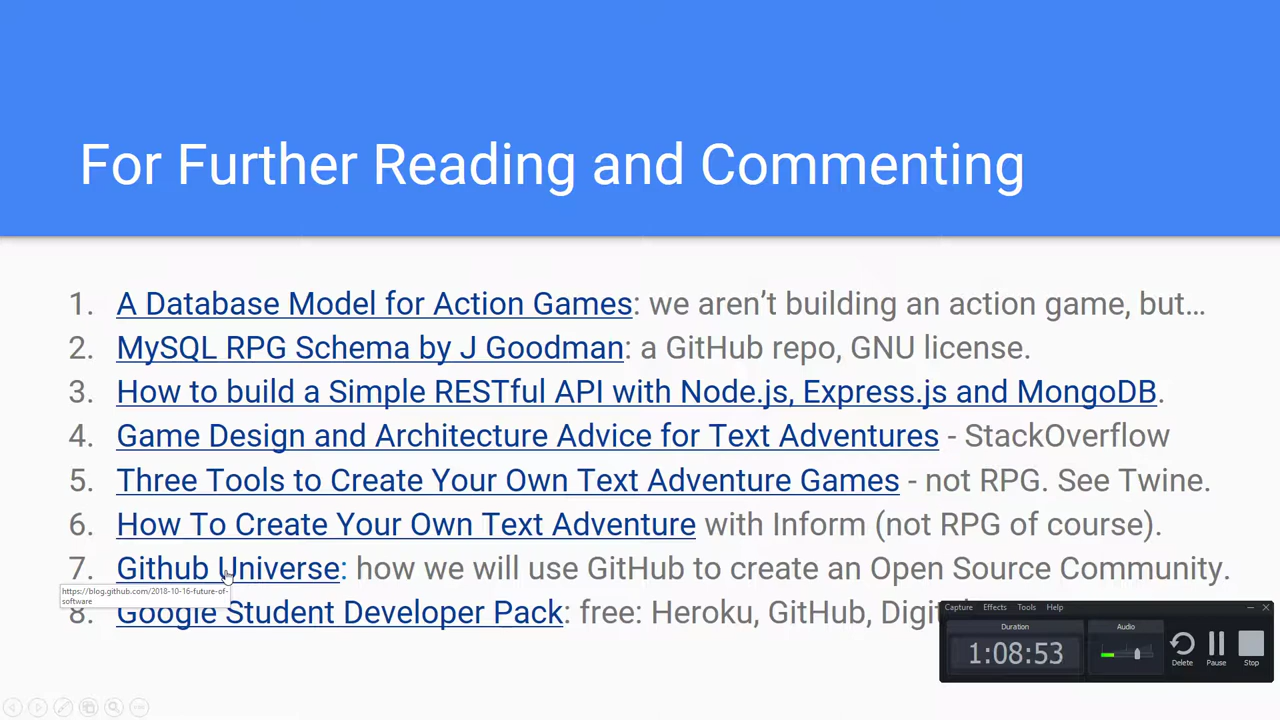 For Further Reading and Commenting
1. A Database Model for Action Games: we aren’t building an action game, but…
2. MySQL RPG Schema by J Goodman: a GitHub repo, GNU license.
3. How to build a Simple RESTful API with Node.js, Express.js and MongoDB.
4. Game Design and Architecture Advice for Text Adventures - StackOverflow
5. Three Tools to Create Your Own Text Adventure Games - not RPG. See Twine.
6. How To Create Your Own Text Adventure with Inform (not RPG of course).
7. Github Universe: how we will use GitHub to create an Open Source Community.
https://blog.github.com/2018-10-16-future-of-
software
8. Google Student Developer Pack: free: Heroku, GitHub,
Capture Effects Tools Help
Duration Audio
1:08:53
Delete Pause Stop